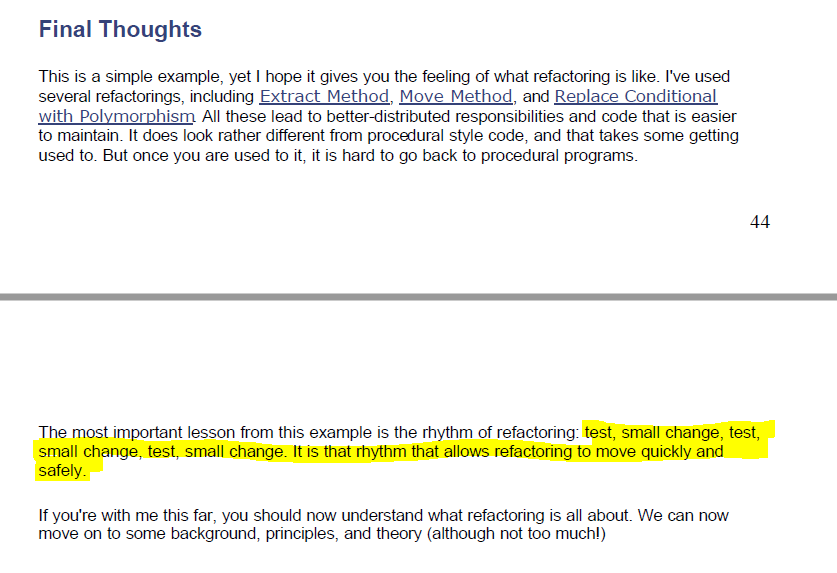 Final Thoughts
This is a simple example, yet I hope it gives you the feeling of what refactoring is like. I've used
several refactorings, including Extract Method, Move Method, and Replace Conditional
with Polymorphism. All these lead to better-distributed responsibilities and code that is easier
to maintain. It does look rather different from procedural style code, and that takes some getting
used to. But once you are used to it, it is hard to go back to procedural programs.
44
The most important lesson from this example is the rhythm of refactoring: test, small change, test,
small change, test, small change. It is that rhythm that allows refactoring to move quickly and
safely.
If you're with me this far, you should now understand what refactoring is all about. We can now
move on to some background, principles, and theory (although not too much!)